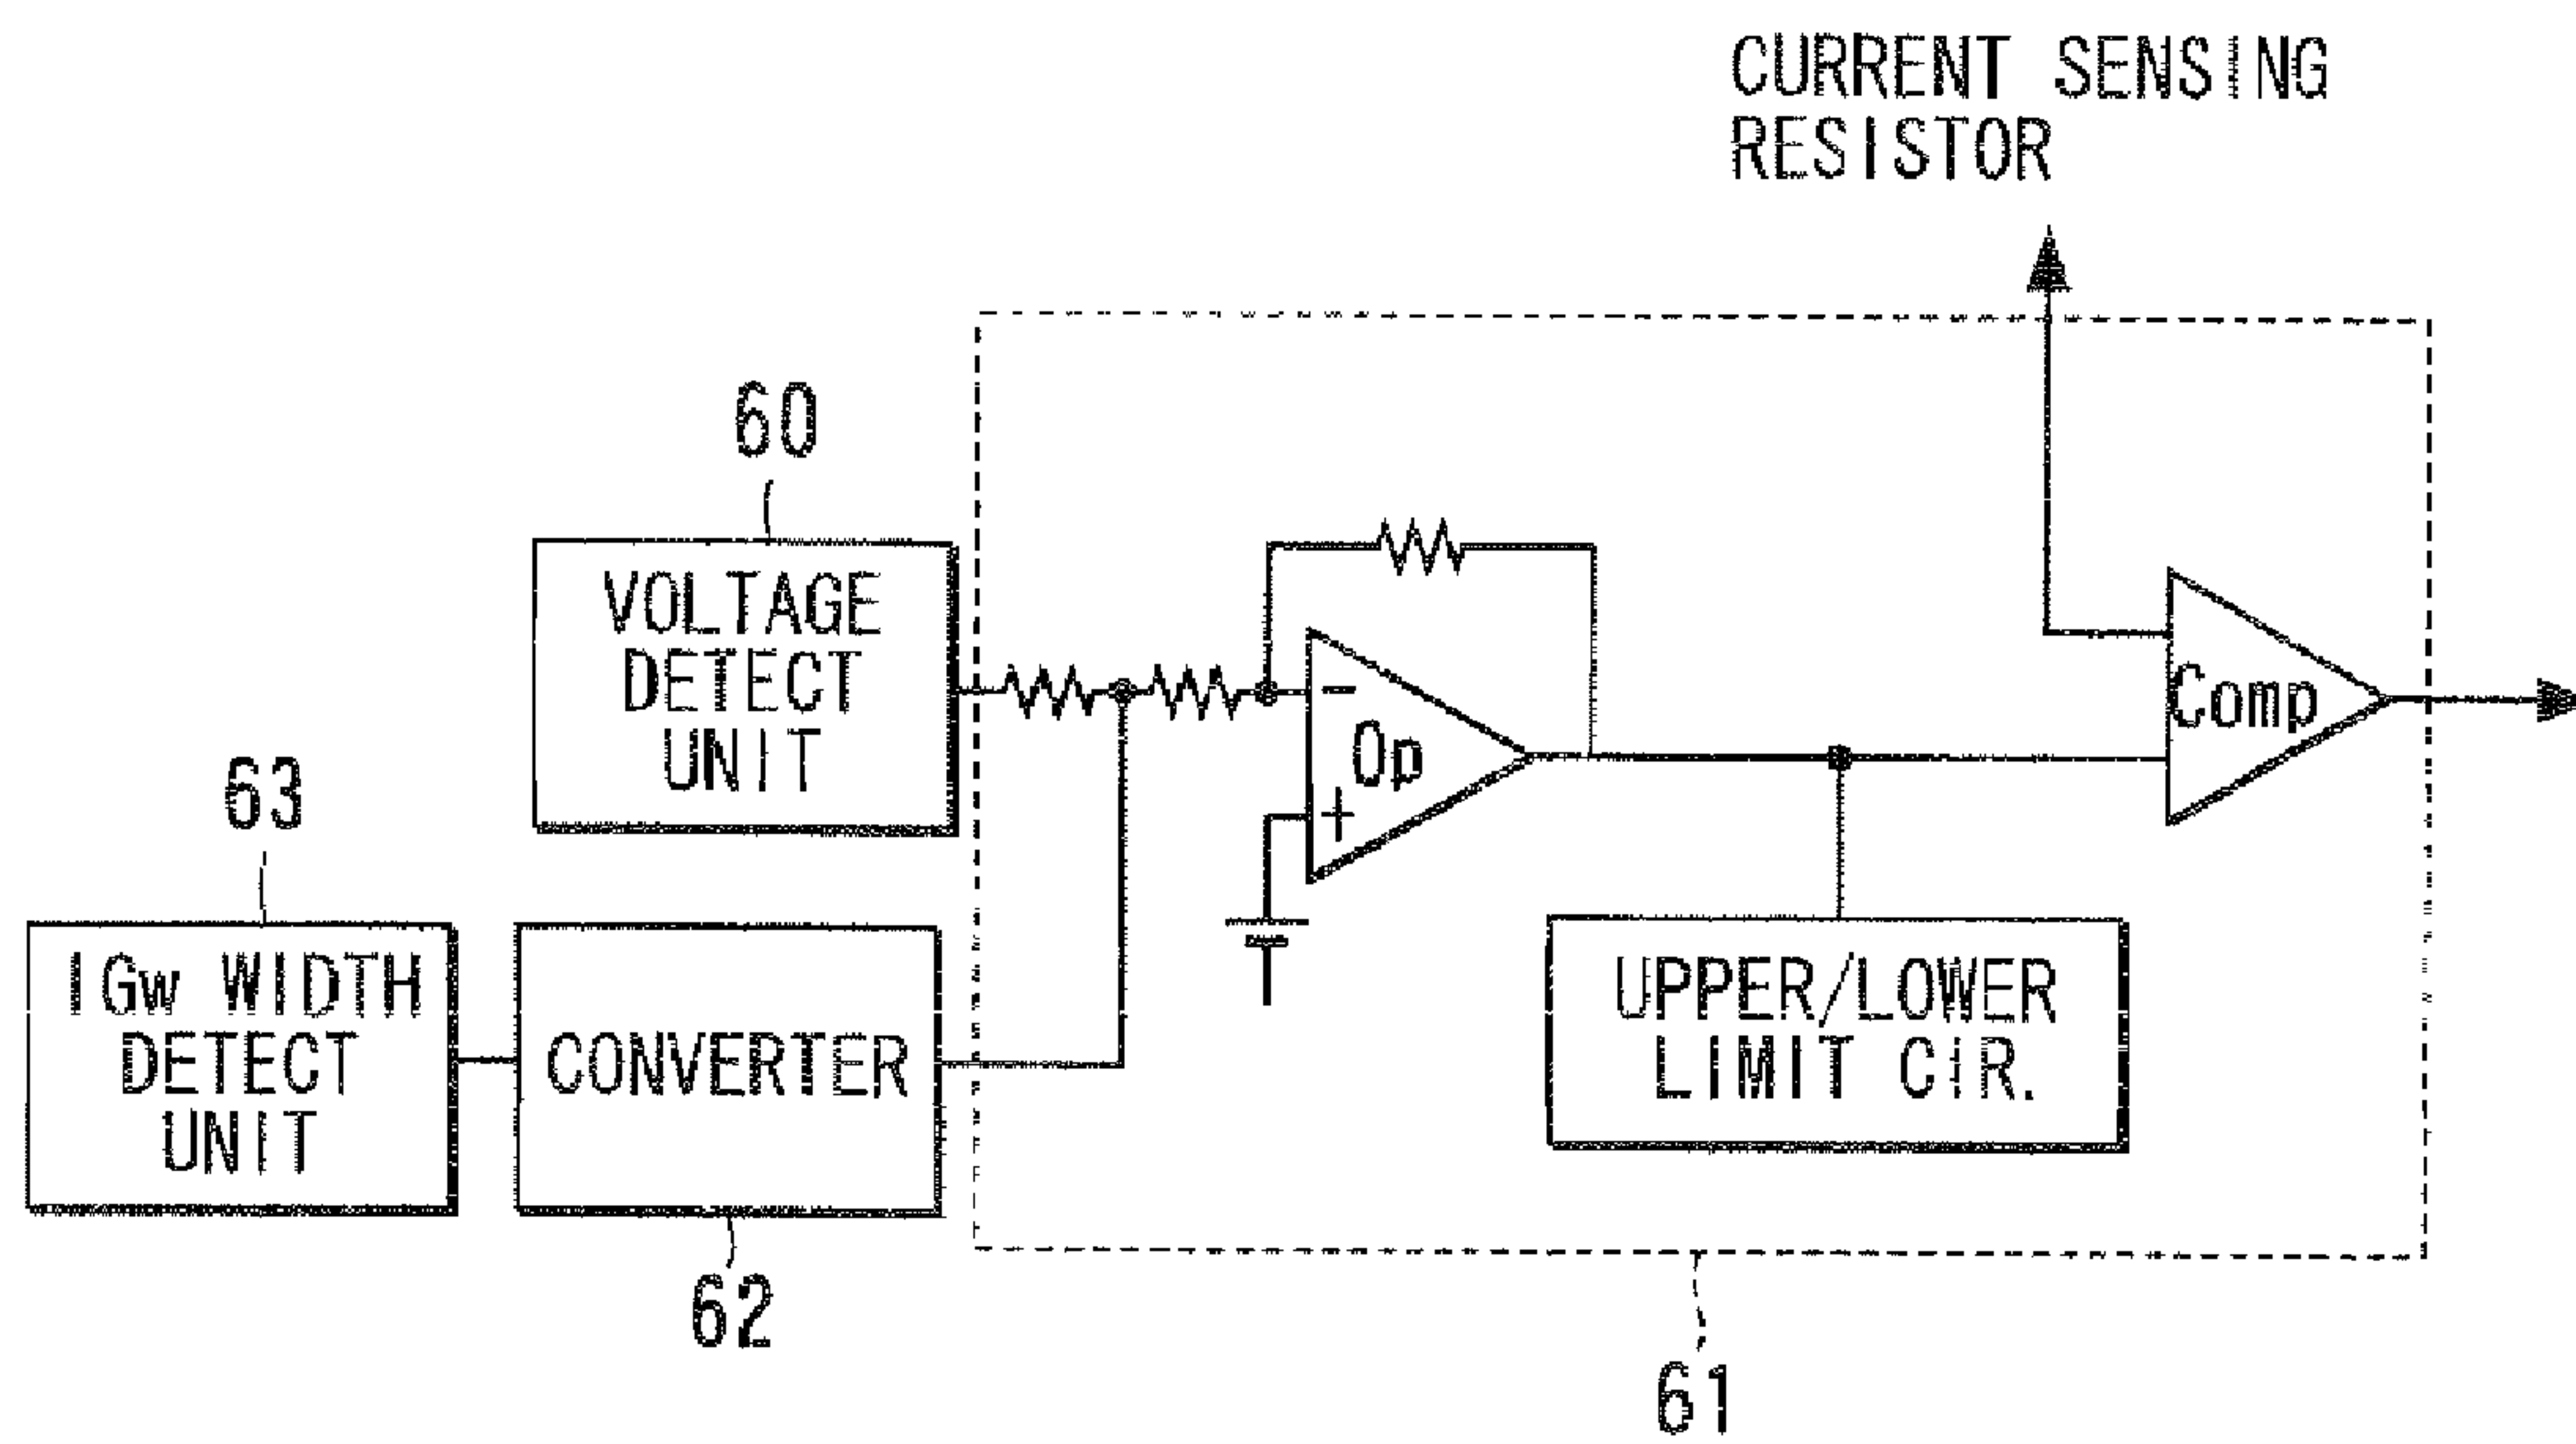 CURRENT SENSING
RESISTOR
60
VOLTAGE
DETECT
UNIT
63
IGw WIDTH
DETECT
UNIT
CONVERTER
62
-
Op
+
Comp
UPPER/LOWER
LIMIT CIR.
61